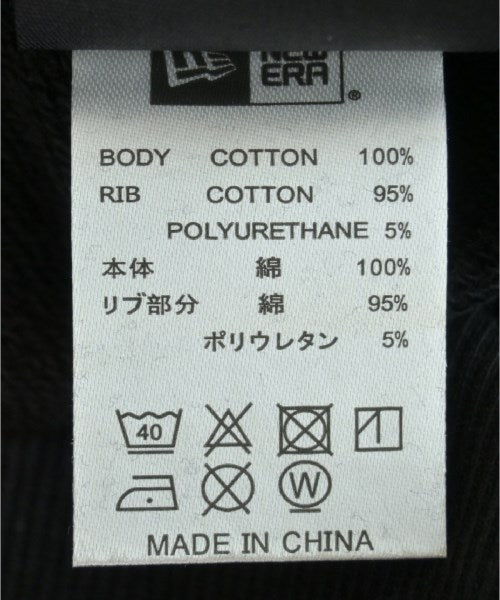 NEW
ERA
®
BODY COTTON 100%
RIB COTTON 95%
POLYURETHANE 5%
本体 綿 100%
リブ部分 綿 95%
ポリウレタン 5%
40
W
MADE IN CHINA